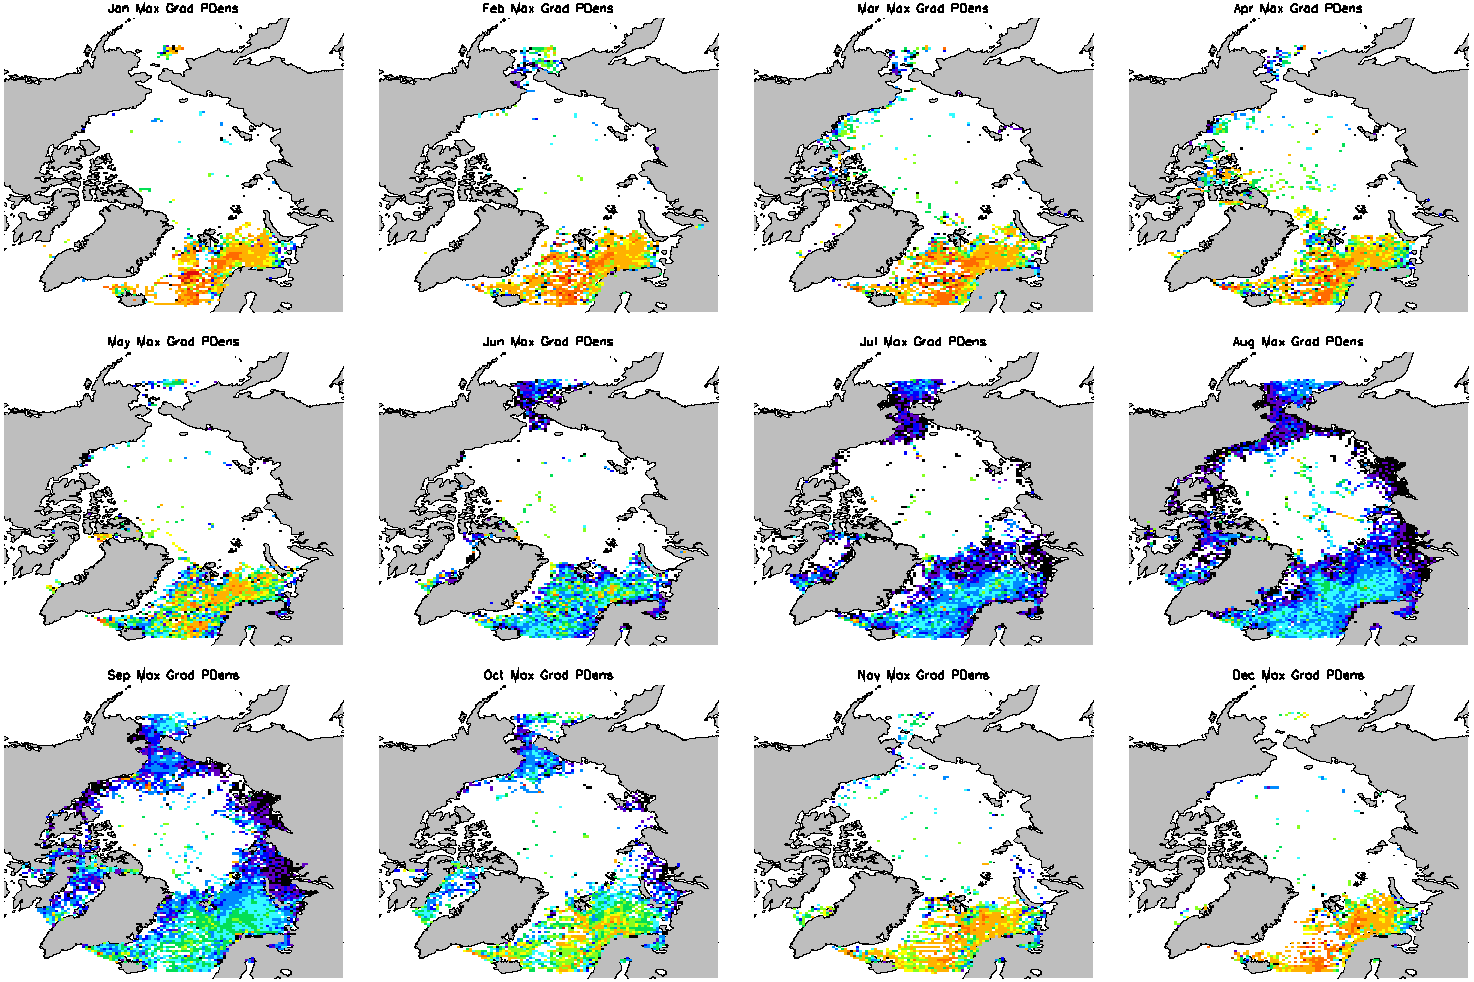 Jan Max Grad PDens
Feb Max Grad PDens
Mar Max Grad PDens
Apr Max Grad PDens
May Max Grad PDens
Jun Max Grad PDens
Jul Max Grad PDens
Aug Max Grad PDens
Sep Max Grad PDens
Oct Max Grad PDens
Nov Max Grad PDens
Dec Max Grad PDens